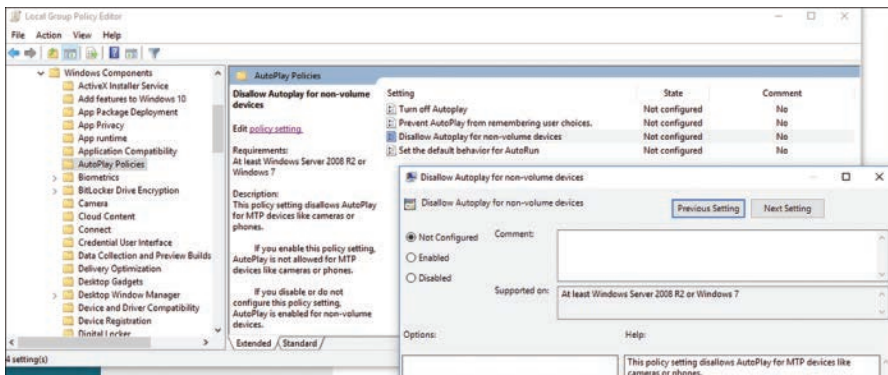 Local Group Policy Editor
File Action View Help
Windows Components
ActiveX Installer Service
Add features to Windows 10
App Package Deployment
App Privacy
App runtime
Application Compatibility
AutoPlay Policies
Biometrics
BitLocker Drive Encryption
Camera
Cloud Content
Connect
Credential User Interface
Data Collection and Preview Builds
Delivery Optimization
Desktop Gadgets
Desktop Window Manager
Device and Driver Compatibility
Device Registration
Digital Locker
4 setting(s)
AutoPlay Policies
Disallow Autoplay for non-volume
devices
Edit policy setting
Requirements:
At least Windows Server 2008 R2 or
Windows 7
Description:
This policy setting disallows AutoPlay
for MTP devices like cameras or
phones.
If you enable this policy setting,
AutoPlay is not allowed for MTP
devices like cameras or phones.
If you disable or do not
configure this policy setting,
AutoPlay is enabled for non-volume
devices.
Extended Standard
Setting State Comment
Turn off Autoplay Not configured No
Prevent AutoPlay from remembering user choices. Not configured No
Disallow Autoplay for non-volume devices Not configured No
Set the default behavior for AutoRun Not configured No
Disallow Autoplay for non-volume devices
Disallow Autoplay for non-volume devices
Previous Setting Next Setting
Not Configured Comment:
Enabled
Disabled
Supported on: At least Windows Server 2008 R2 or Windows 7
Options: Help:
This policy setting disallows AutoPlay for MTP devices like
cameras or phones.